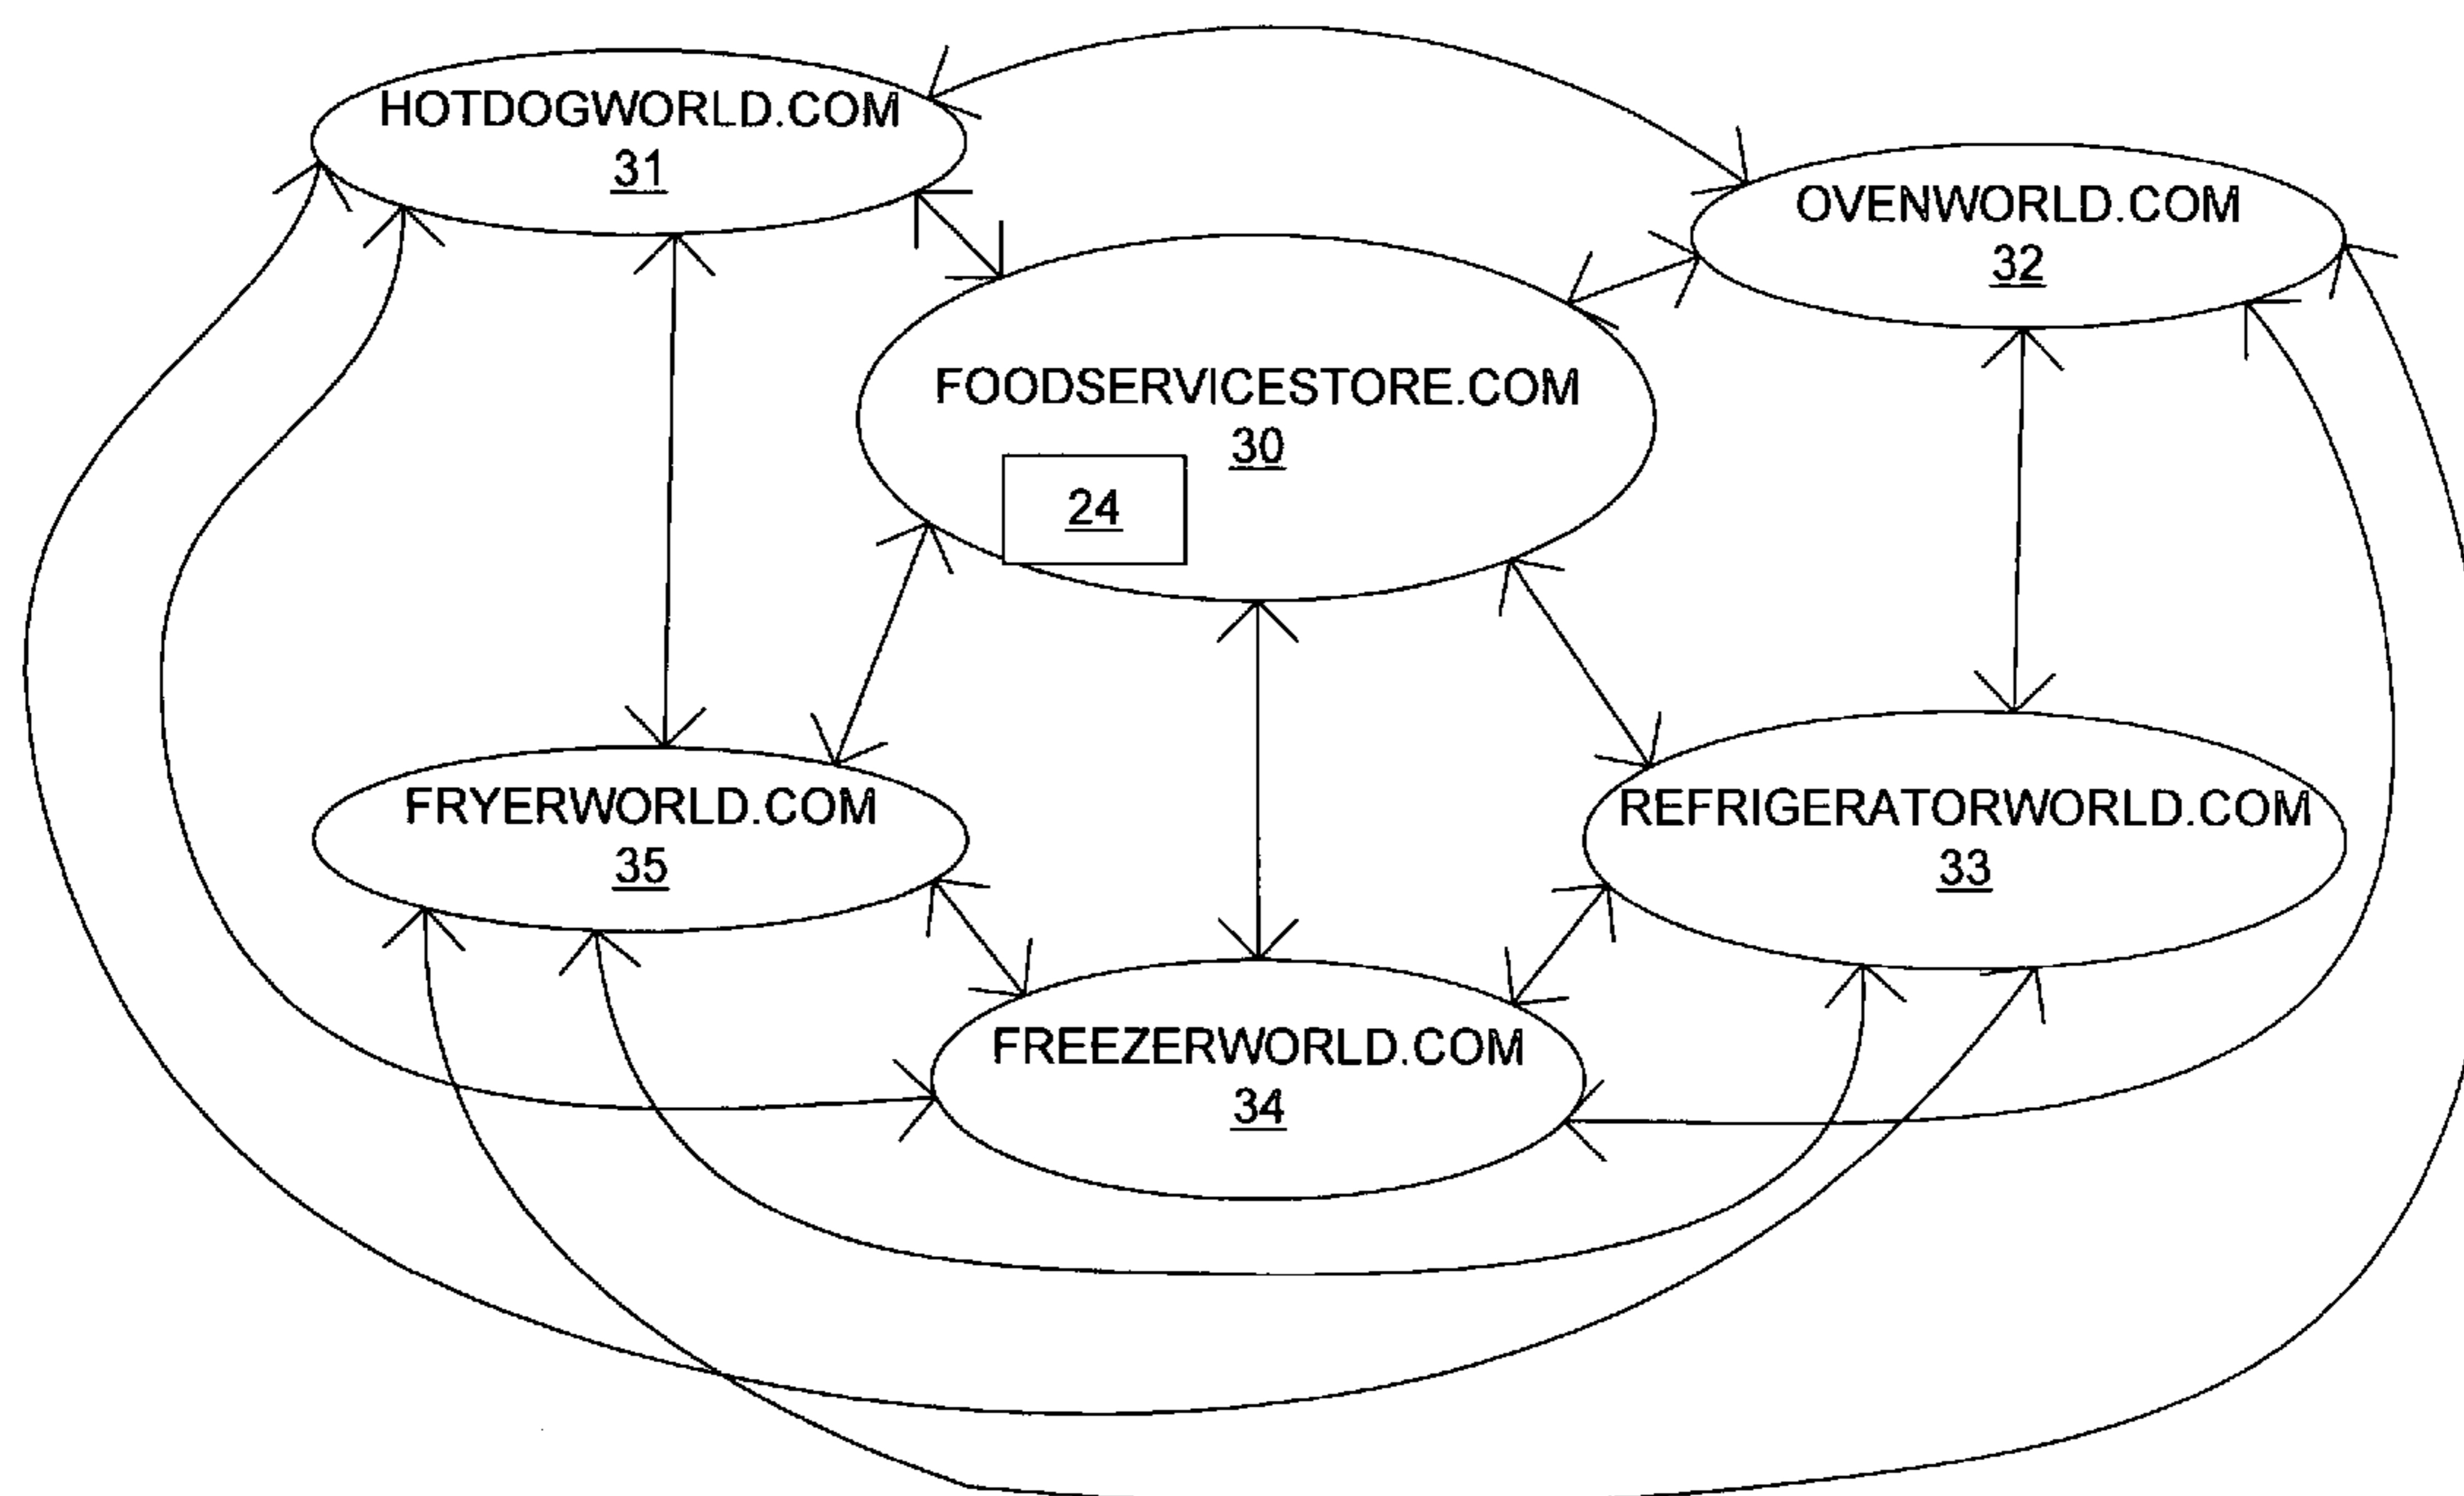 HOTDOGWORLD.COM
31
OVENWORLD.COM
32
FOODSERVICESTORE.COM
30
24
FRYERWORLD.COM
35
REFRIGERATORWORLD.COM
33
FREEZERWORLD.COM
34